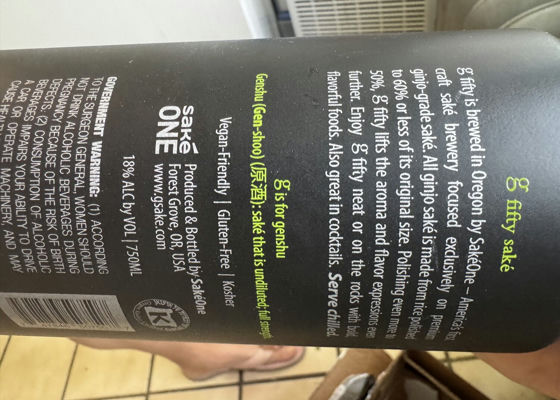 g fifty saké
g fifty is brewed in Oregon by SakéOne – America's first
craft saké brewery focused exclusively on premium
ginjo-grade saké. All ginjo saké is made from rice polished
to 60% or less of its original size. Polishing even more to
50%, g fifty lifts the aroma and flavor expressions even
further. Enjoy g fifty neat or on the rocks with bold,
flavorful foods. Also great in cocktails. Serve chilled.
g is for genshu
Genshu (Gen-shoo) (原酒): saké that is undiluted; full strength
Vegan-Friendly | Gluten-Free | Kosher
saké
ONE
Produced & Bottled by SakéOne
Forest Grove, OR, USA
www.gsake.com
18% ALC by VOL | 750ML
GOVERNMENT WARNING: (1) ACCORDING
TO THE SURGEON GENERAL, WOMEN SHOULD
NOT DRINK ALCOHOLIC BEVERAGES DURING
PREGNANCY BECAUSE OF THE RISK OF BIRTH
DEFECTS. (2) CONSUMPTION OF ALCOHOLIC
BEVERAGES IMPAIRS YOUR ABILITY TO DRIVE
A CAR OR OPERATE MACHINERY, AND MAY
CAUSE
K